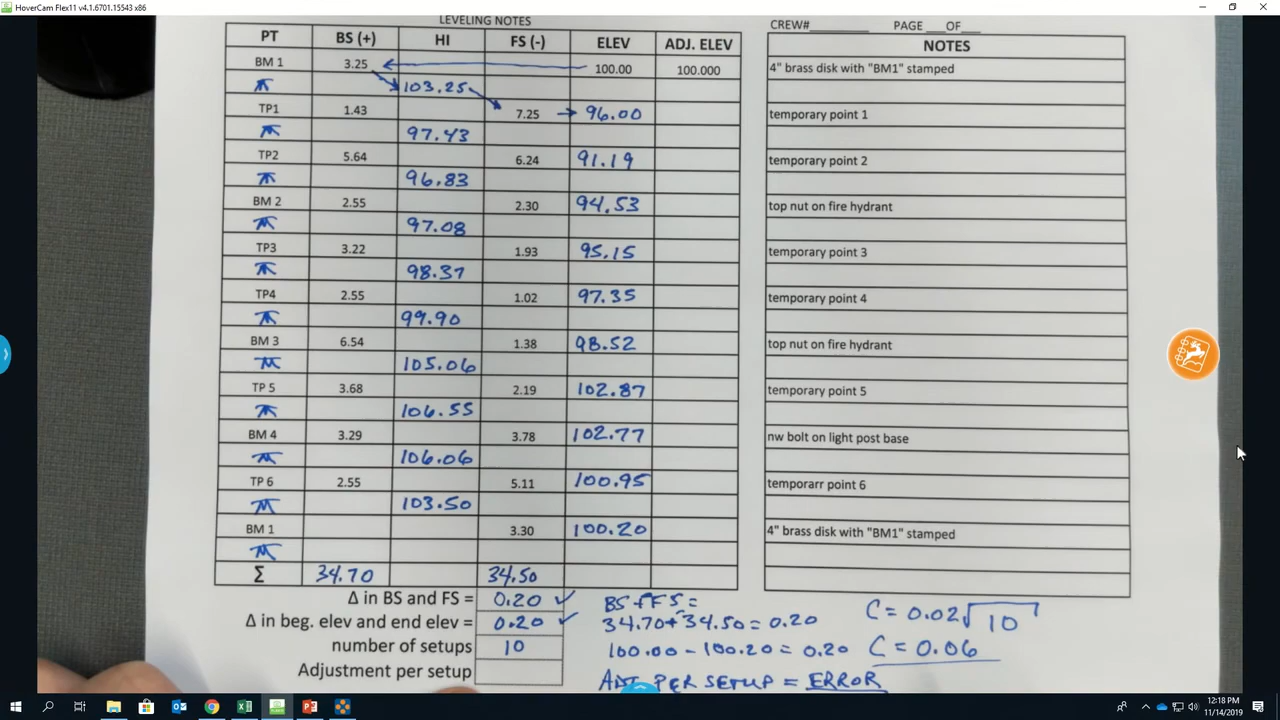 HoverCam Flex11 v4.1.6701.15543 x86
LEVELING NOTES
CREW#________ PAGE ___OF___
PT BS (+) HI FS (-) ELEV ADJ. ELEV NOTES
BM 1 3.25 100.00 100.000 4" brass disk with "BM1" stamped
103.25
TP1 1.43 7.25 96.00 temporary point 1
97.43
TP2 5.64 6.24 91.19 temporary point 2
96.83
BM 2 2.55 2.30 94.53 top nut on fire hydrant
97.08
TP3 3.22 1.93 95.15 temporary point 3
98.37
TP4 2.55 1.02 97.35 temporary point 4
99.90
BM 3 6.54 1.38 98.52 top nut on fire hydrant
105.06
TP 5 3.68 2.19 102.87 temporary point 5
106.55
BM 4 3.29 3.78 102.77 nw bolt on light post base
106.06
TP 6 2.55 5.11 100.95 temporarr point 6
103.50
BM 1 3.30 100.20 4" brass disk with "BM1" stamped
Σ 34.70 34.50
Δ in BS and FS = 0.20 ✓ BS + FS = C = 0.02√10
Δ in beg. elev and end elev = 0.20 ✓ 34.70 + 34.50 = 0.20
number of setups 10 100.00 - 100.20 = 0.20 C = 0.06
Adjustment per setup ADJ PER SETUP = ERROR
12:18 PM
11/14/2019